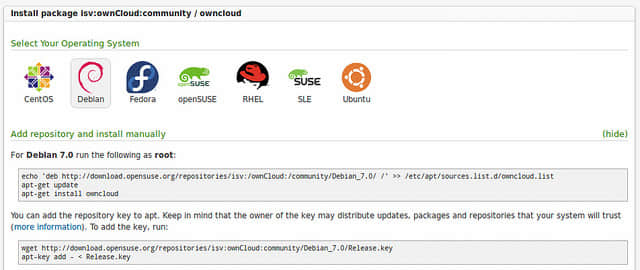 Install package isv:ownCloud:community / owncloud
Select Your Operating System
CentOS Debian Fedora openSUSE RHEL SLE Ubuntu
Add repository and install manually (hide)
For Debian 7.0 run the following as root:
echo 'deb http://download.opensuse.org/repositories/isv:/ownCloud:/community/Debian_7.0/ /' >> /etc/apt/sources.list.d/owncloud.list
apt-get update
apt-get install owncloud
You can add the repository key to apt. Keep in mind that the owner of the key may distribute updates, packages and repositories that your system will trust
(more information). To add the key, run:
wget http://download.opensuse.org/repositories/isv:ownCloud:community/Debian_7.0/Release.key
apt-key add - < Release.key